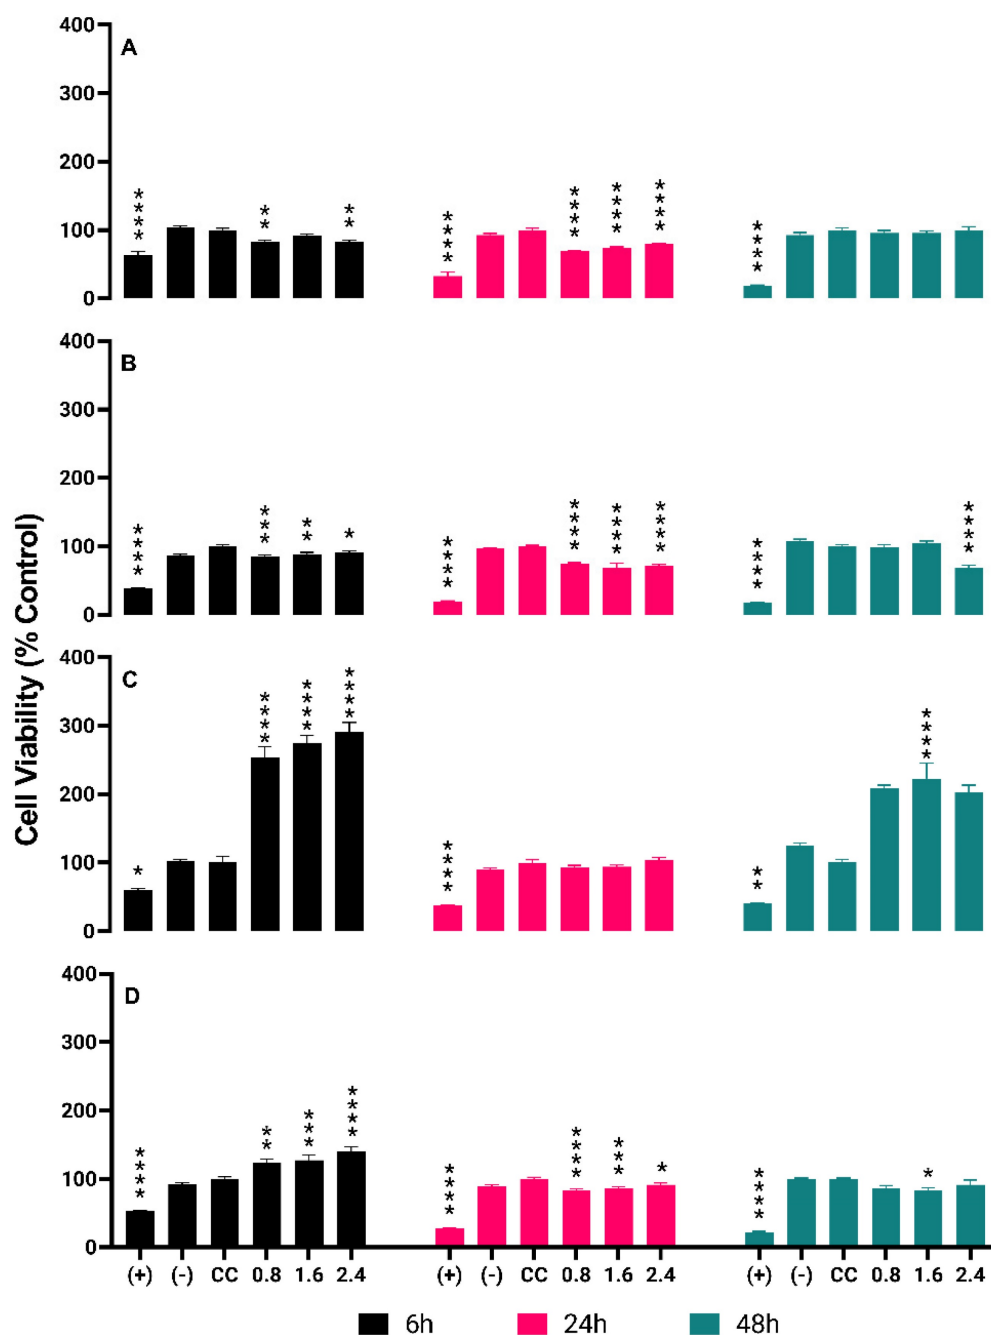 Cell Viability (% Control)
A
400
300
200
100
0
**** ** **
**** **** **** ****
****
B
400
300
200
100
0
**** *** ** *
**** **** **** ****
**** ****
C
400
300
200
100
0
* **** **** ****
****
** ****
D
400
300
200
100
0
**** ** *** ****
**** **** *** *
**** *
(+) (-) CC 0.8 1.6 2.4 (+) (-) CC 0.8 1.6 2.4 (+) (-) CC 0.8 1.6 2.4
6h 24h 48h